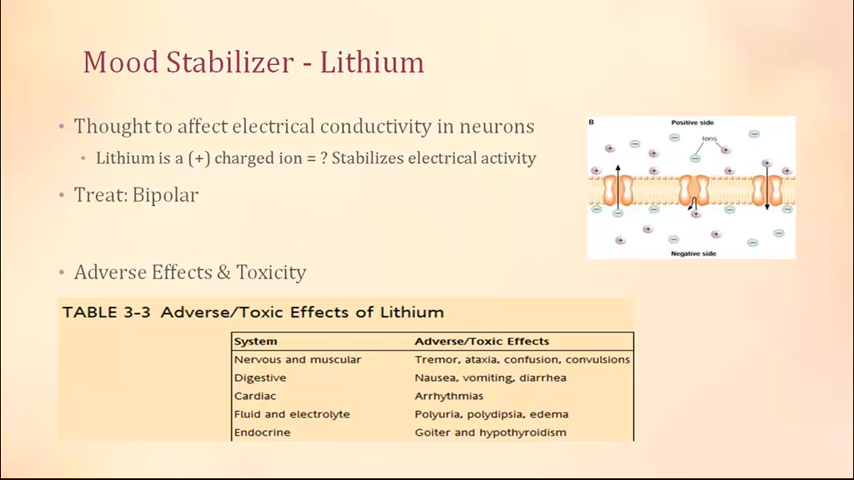 Mood Stabilizer - Lithium
• Thought to affect electrical conductivity in neurons
• Lithium is a (+) charged ion = ? Stabilizes electrical activity
• Treat: Bipolar
B
Positive side
Ions
Negative side
• Adverse Effects & Toxicity
TABLE 3-3 Adverse/Toxic Effects of Lithium
System Adverse/Toxic Effects
Nervous and muscular Tremor, ataxia, confusion, convulsions
Digestive Nausea, vomiting, diarrhea
Cardiac Arrhythmias
Fluid and electrolyte Polyuria, polydipsia, edema
Endocrine Goiter and hypothyroidism